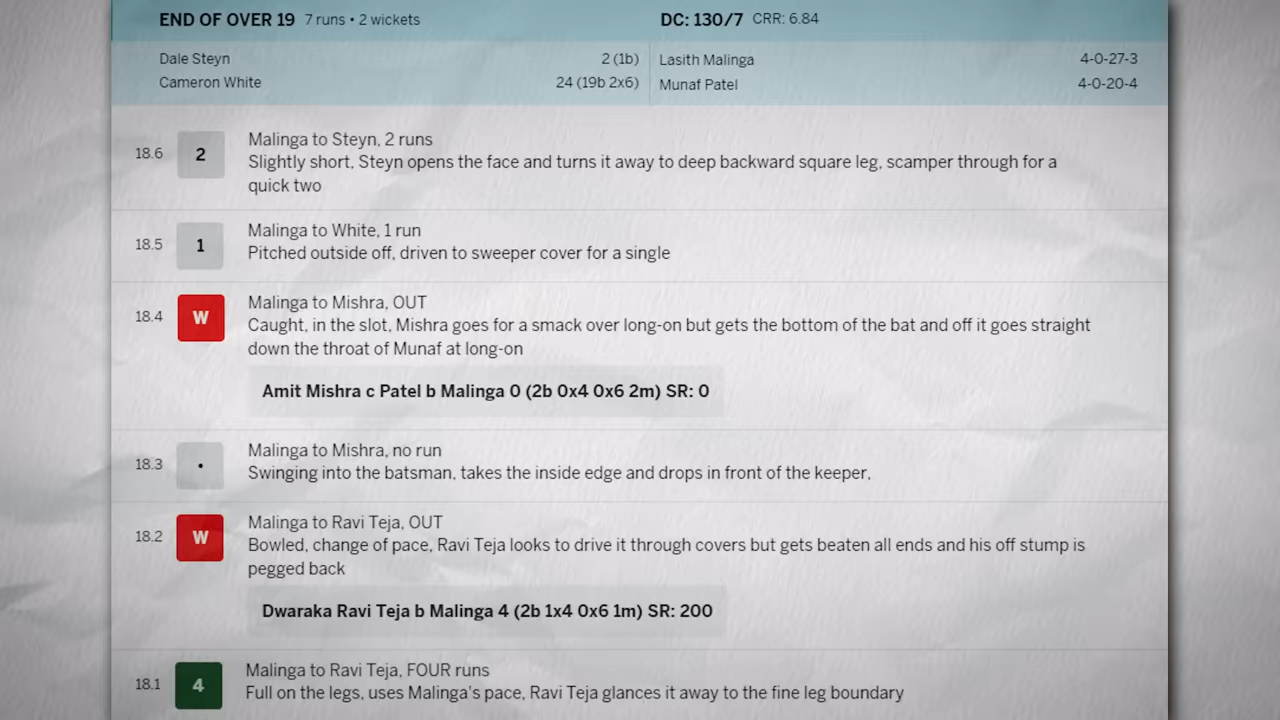 END OF OVER 19 7 runs • 2 wickets DC: 130/7 CRR: 6.84
Dale Steyn 2 (1b) Lasith Malinga 4-0-27-3
Cameron White 24 (19b 2x6) Munaf Patel 4-0-20-4
18.6 2 Malinga to Steyn, 2 runs
Slightly short, Steyn opens the face and turns it away to deep backward square leg, scamper through for a
quick two
18.5 1 Malinga to White, 1 run
Pitched outside off, driven to sweeper cover for a single
18.4 W Malinga to Mishra, OUT
Caught, in the slot, Mishra goes for a smack over long-on but gets the bottom of the bat and off it goes straight
down the throat of Munaf at long-on
Amit Mishra c Patel b Malinga 0 (2b 0x4 0x6 2m) SR: 0
18.3 • Malinga to Mishra, no run
Swinging into the batsman, takes the inside edge and drops in front of the keeper,
18.2 W Malinga to Ravi Teja, OUT
Bowled, change of pace, Ravi Teja looks to drive it through covers but gets beaten all ends and his off stump is
pegged back
Dwaraka Ravi Teja b Malinga 4 (2b 1x4 0x6 1m) SR: 200
18.1 4 Malinga to Ravi Teja, FOUR runs
Full on the legs, uses Malinga's pace, Ravi Teja glances it away to the fine leg boundary